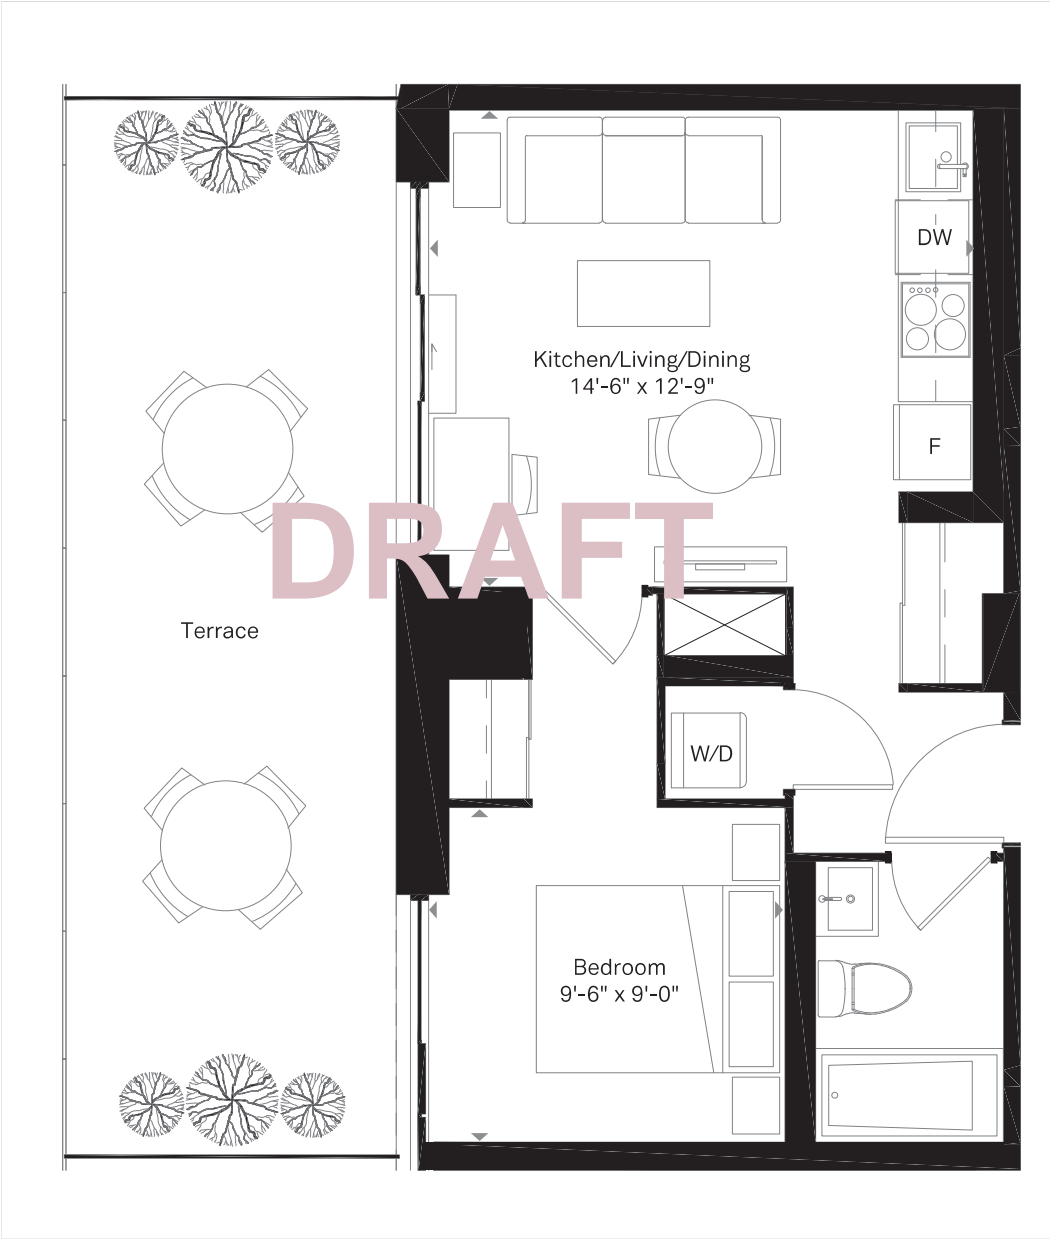 DW
Kitchen/Living/Dining
14'-6" x 12'-9"
F
DRAFT
Terrace
W/D
Bedroom
9'-6" x 9'-0"